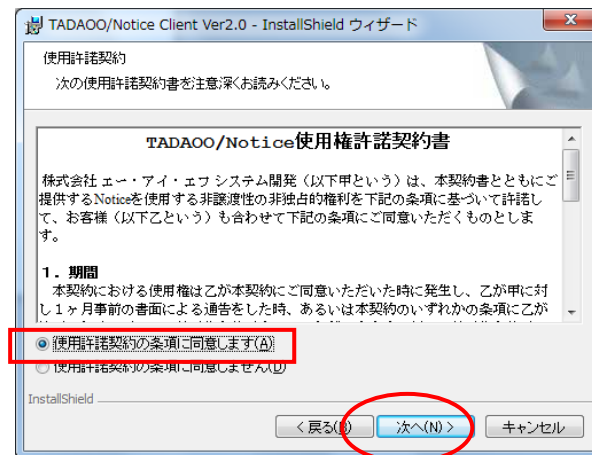 TADAOO/Notice Client Ver2.0 - InstallShield ウィザード
使用許諾契約
次の使用許諾契約書を注意深くお読みください。
TADAOO/Notice使用権許諾契約書
株式会社 エー・アイ・エフ システム開発（以下甲という）は、本契約書とともにご
提供するNoticeを使用する非譲渡性の非独占的権利を下記の条項に基づいて許諾し
て、お客様（以下乙という）も合わせて下記の条項にご同意いただくものとしま
す。
１．期間
本契約における使用権は乙が本契約にご同意いただいた時に発生し、乙が甲に対
し１ヶ月事前の書面による通告をした時、あるいは本契約のいずれかの条項に乙が
使用許諾契約の条項に同意します(A)
使用許諾契約の条項に同意しません(D)
InstallShield
< 戻る(B)
次へ(N) >
キャンセル